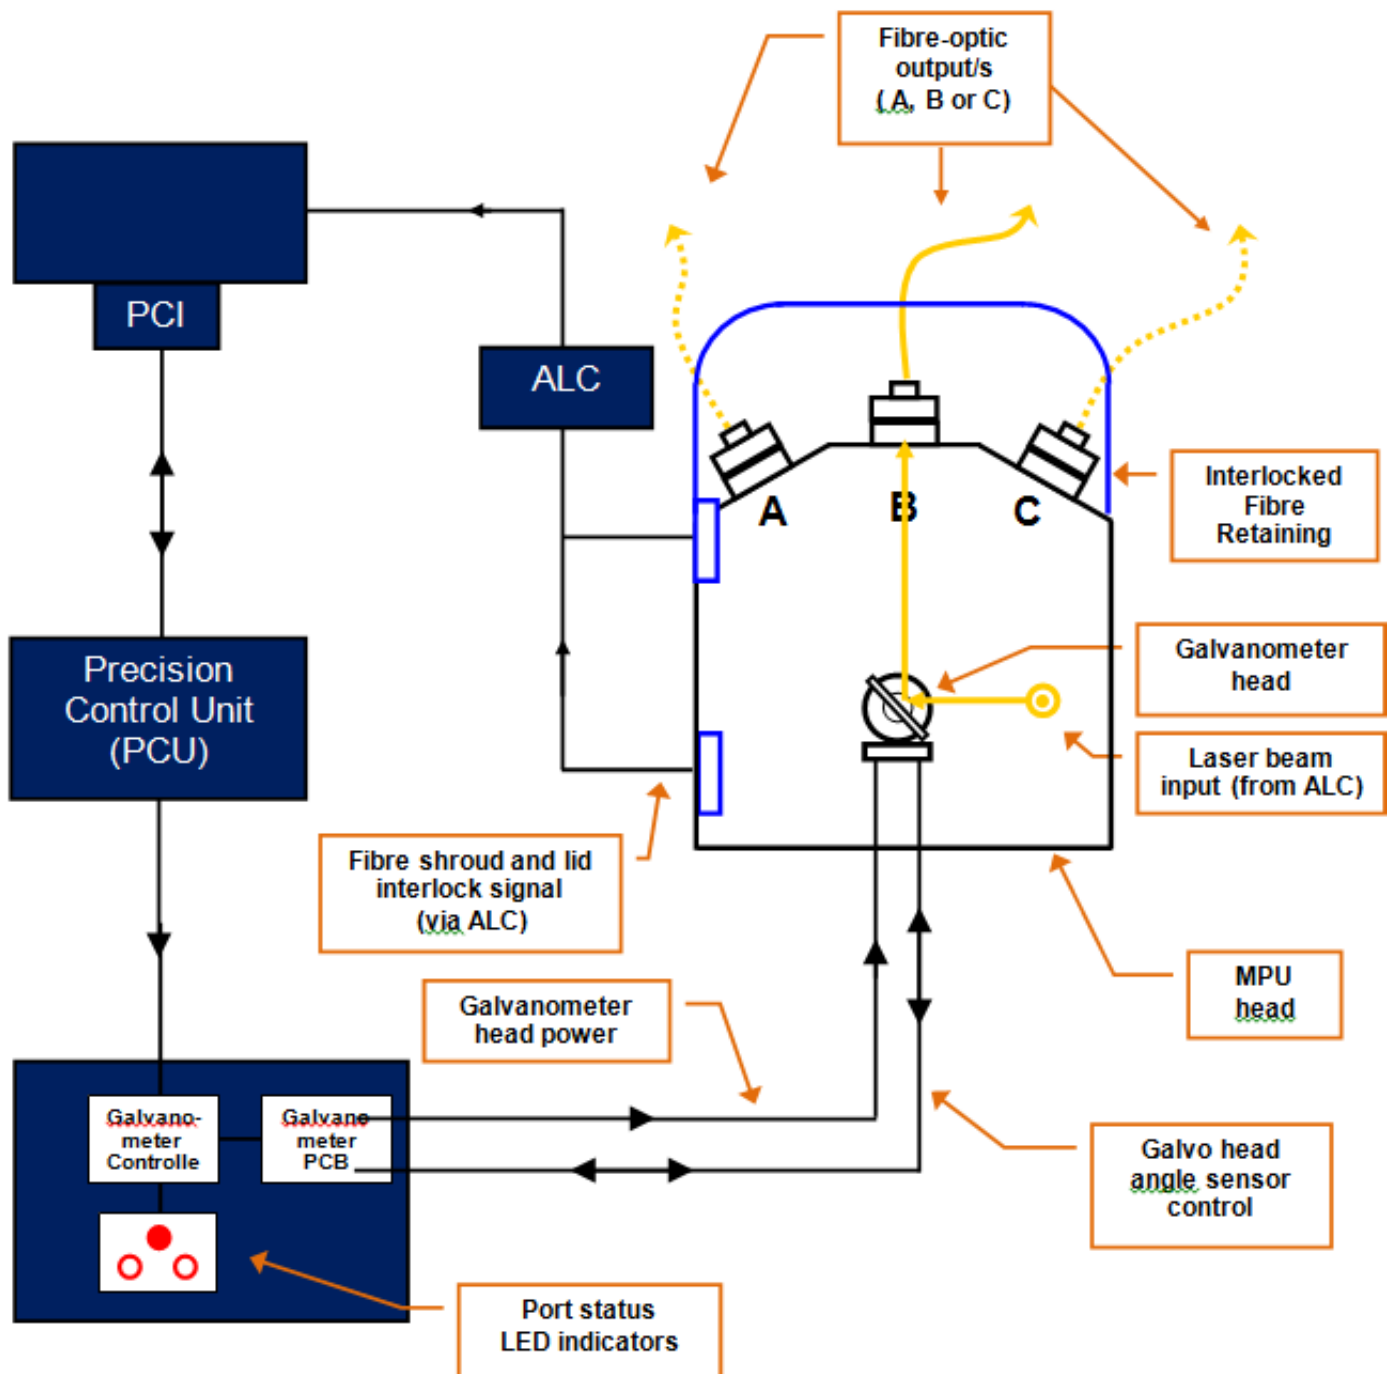 Fibre-optic
output/s
( A, B or C)
PCI
ALC
A
B
C
Interlocked
Fibre
Retaining
Precision
Control Unit
(PCU)
Galvanometer
head
Laser beam
input (from ALC)
Fibre shroud and lid
interlock signal
(via ALC)
MPU
head
Galvanometer
head power
Galvano-
meter
Controlle
Galvano
meter
PCB
Galvo head
angle sensor
control
Port status
LED indicators